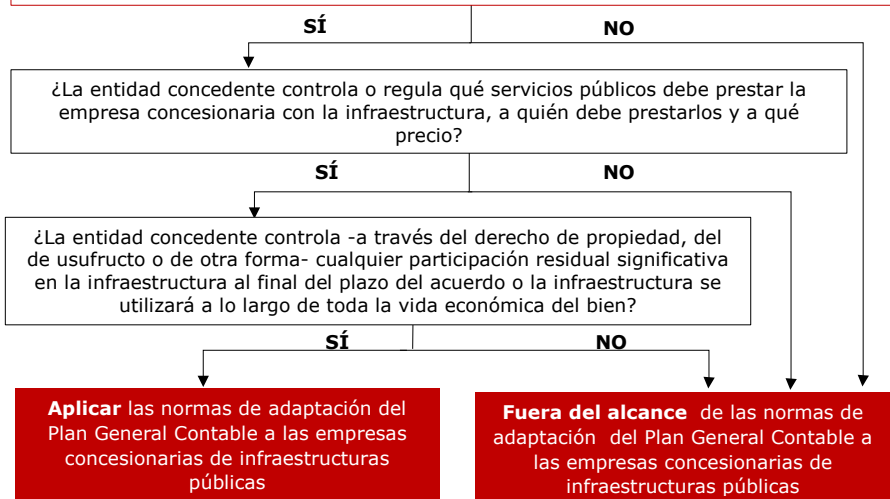 SÍ
NO
¿La entidad concedente controla o regula qué servicios públicos debe prestar la
empresa concesionaria con la infraestructura, a quién debe prestarlos y a qué
precio?
SÍ
NO
¿La entidad concedente controla -a través del derecho de propiedad, del
de usufructo o de otra forma- cualquier participación residual significativa
en la infraestructura al final del plazo del acuerdo o la infraestructura se
utilizará a lo largo de toda la vida económica del bien?
SÍ
NO
Aplicar las normas de adaptación del
Plan General Contable a las empresas
concesionarias de infraestructuras
públicas
Fuera del alcance de las normas de
adaptación del Plan General Contable a
las empresas concesionarias de
infraestructuras públicas